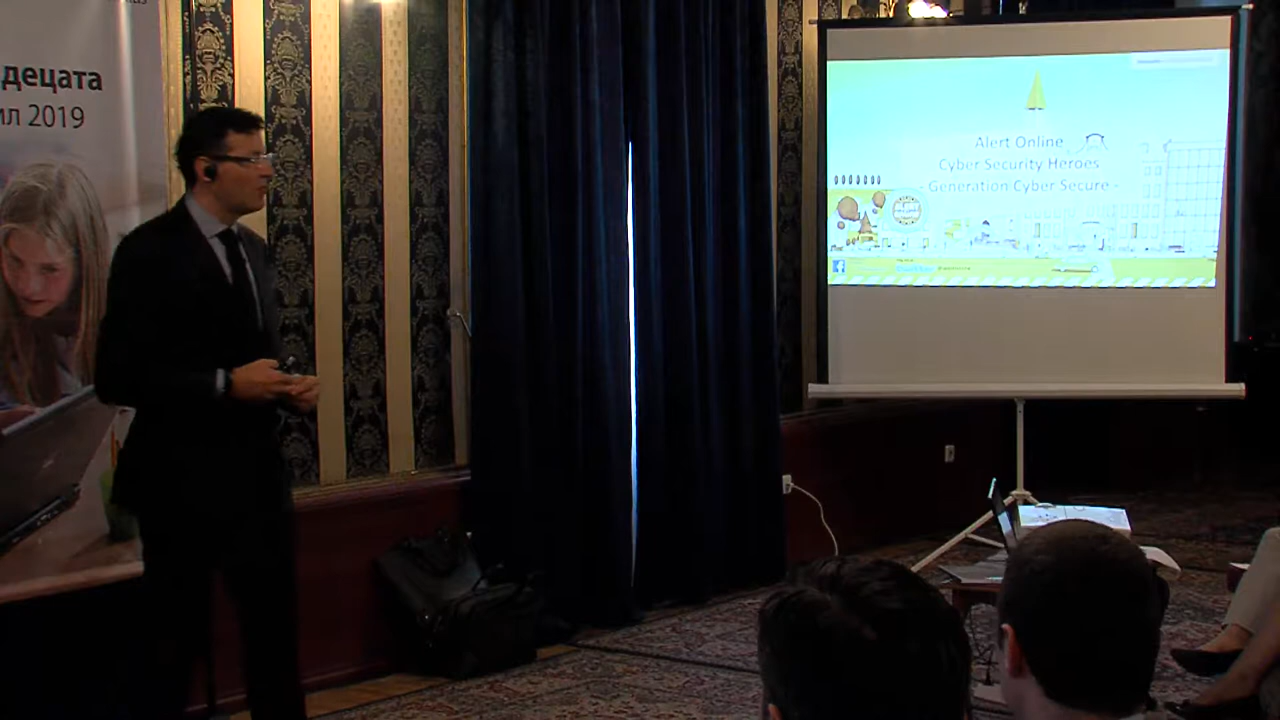 децата
ил 2019
Alert Online
Cyber Security Heroes
- Generation Cyber Secure -